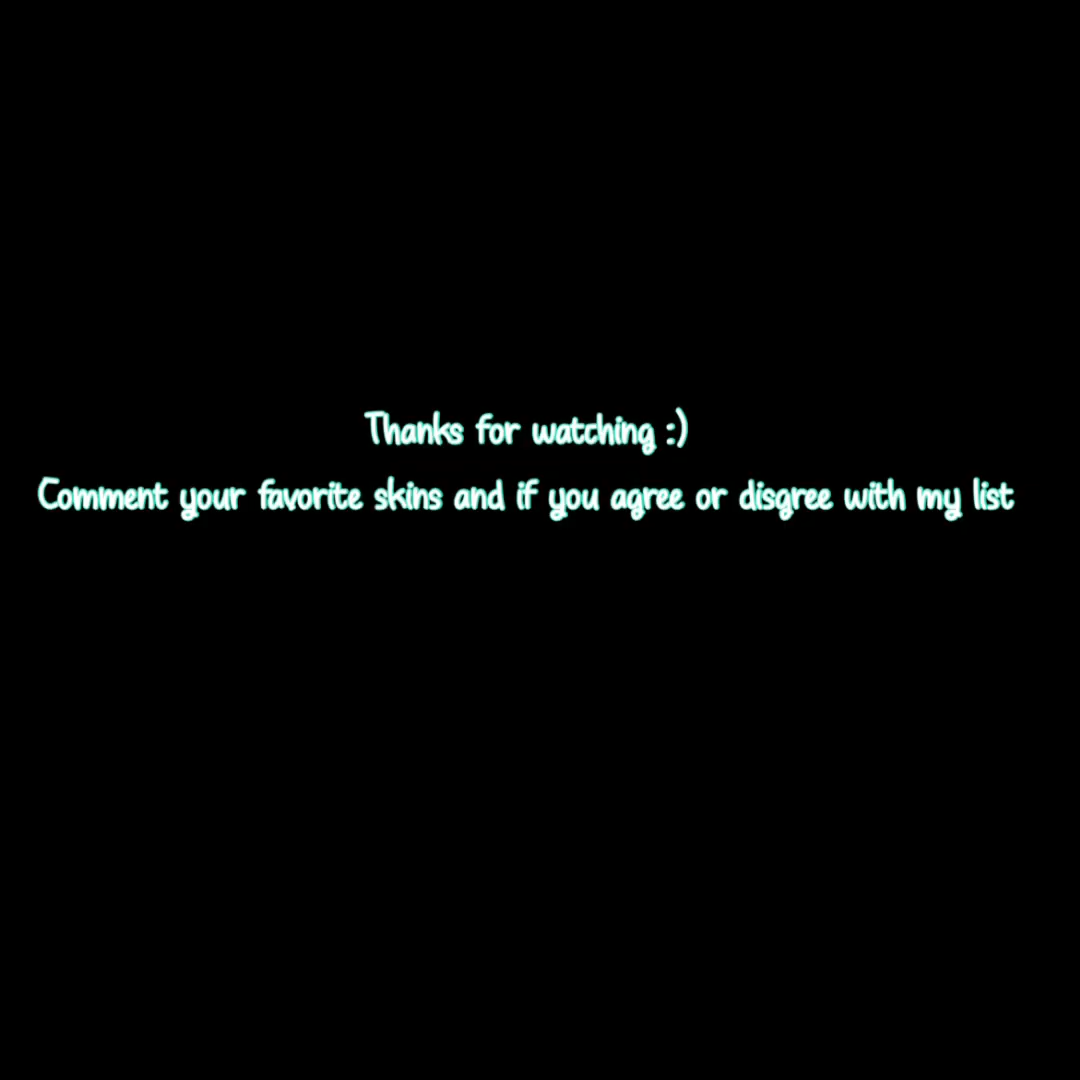 Thanks for watching :)
Comment your favorite skins and if you agree or disgree with my list